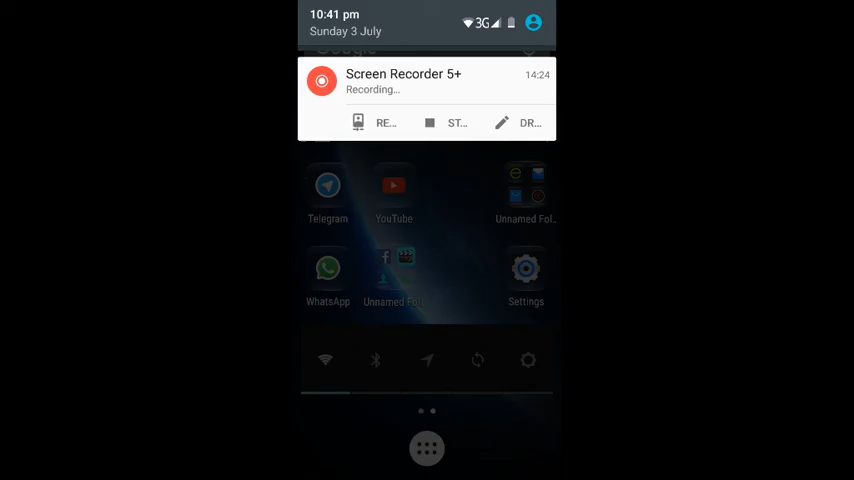 10:41 pm
3G
Sunday 3 July
Google
Screen Recorder 5+
14:24
Recording...
RE...
ST...
DR...
Telegram
YouTube
Unnamed Fol..
WhatsApp
Unnamed Fol..
Settings